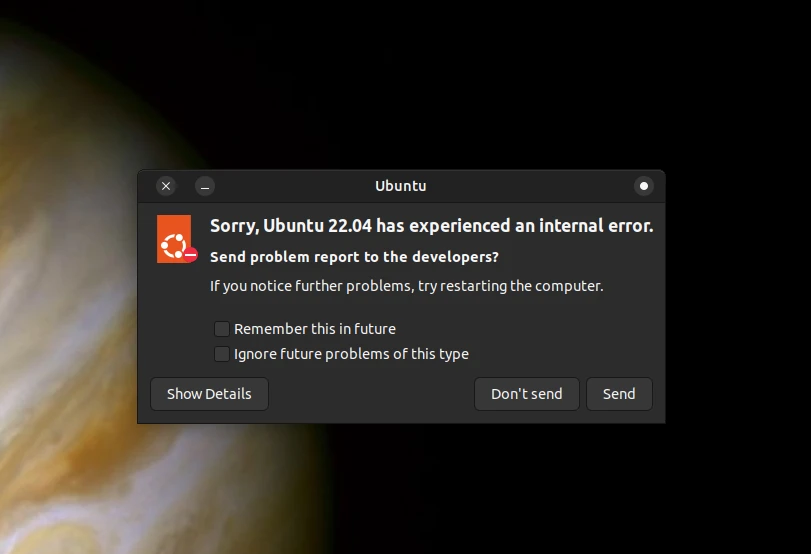 Ubuntu
Sorry, Ubuntu 22.04 has experienced an internal error.
Send problem report to the developers?
If you notice further problems, try restarting the computer.
Remember this in future
Ignore future problems of this type
Show Details
Don't send
Send